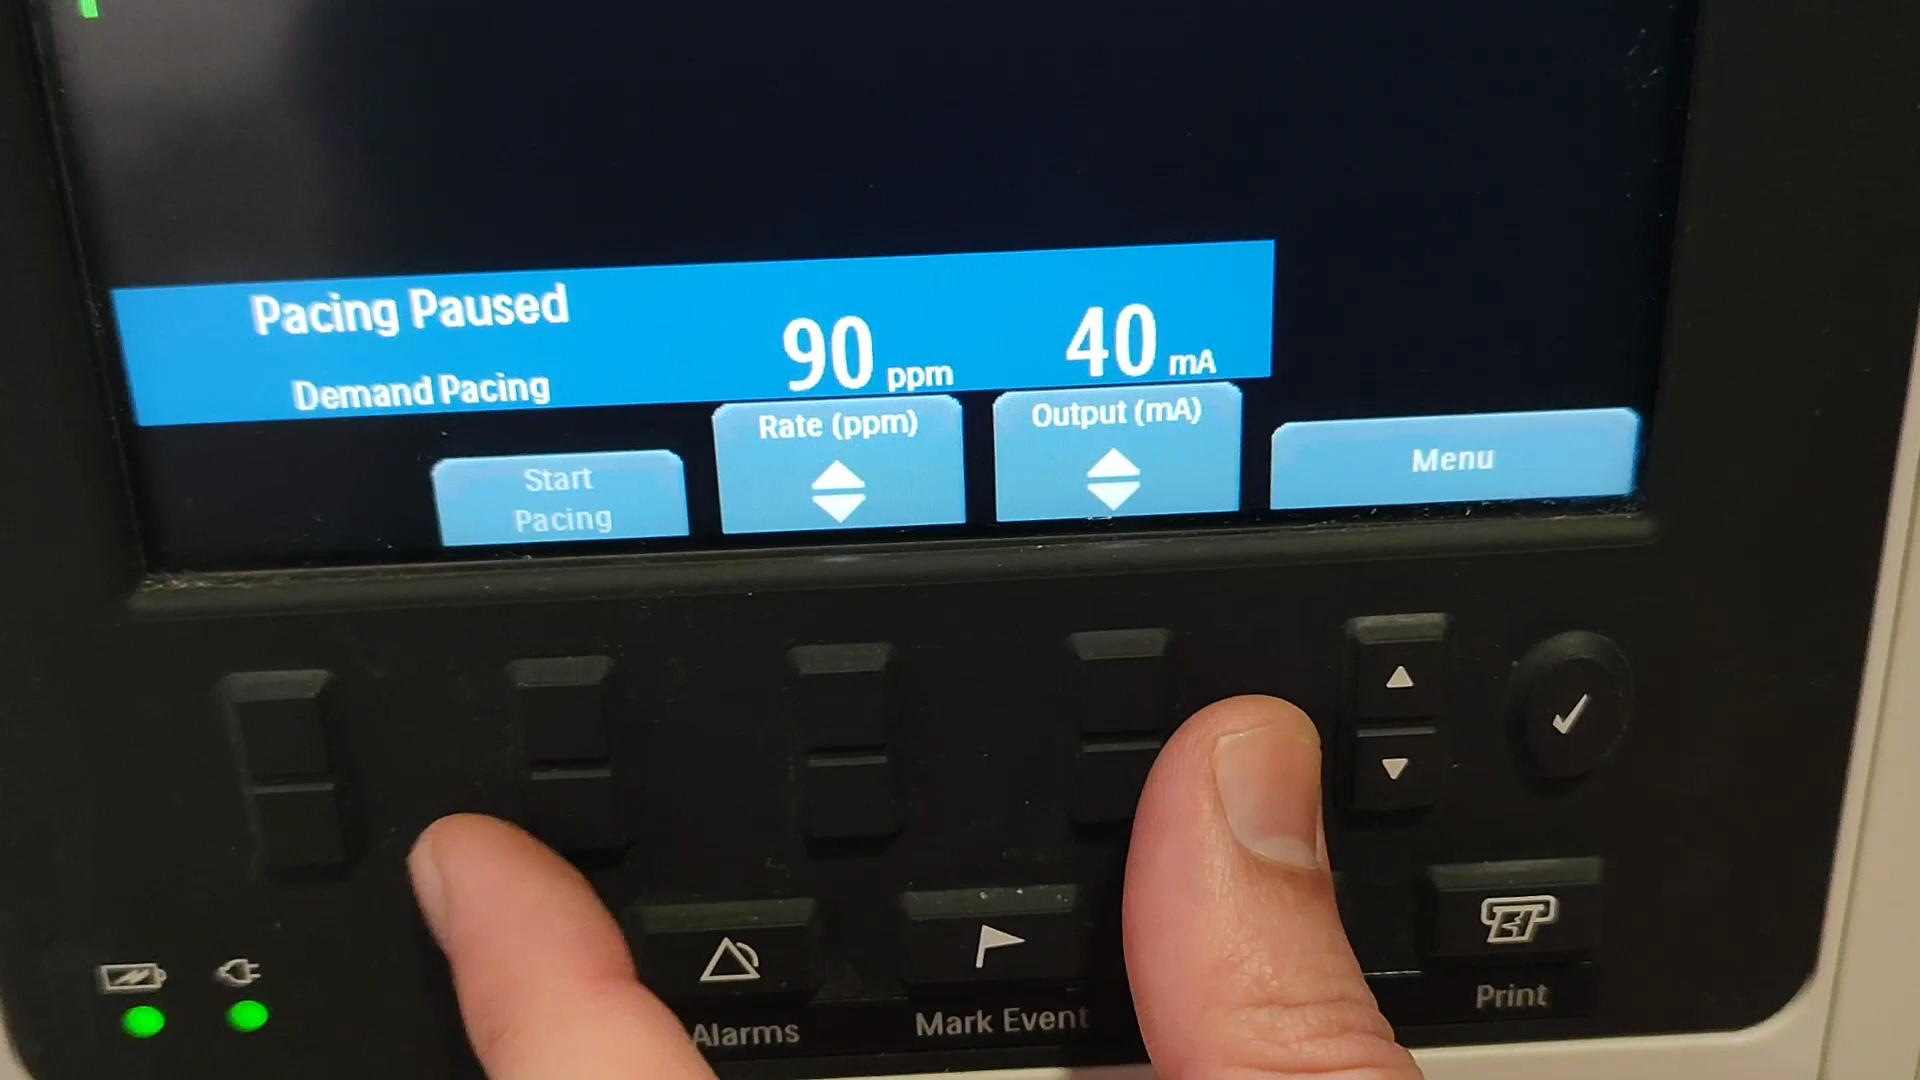 Pacing Paused
90 ppm
40 mA
Demand Pacing
Rate (ppm)
Output (mA)
Start
Pacing
Menu
Alarms
Mark Event
Print